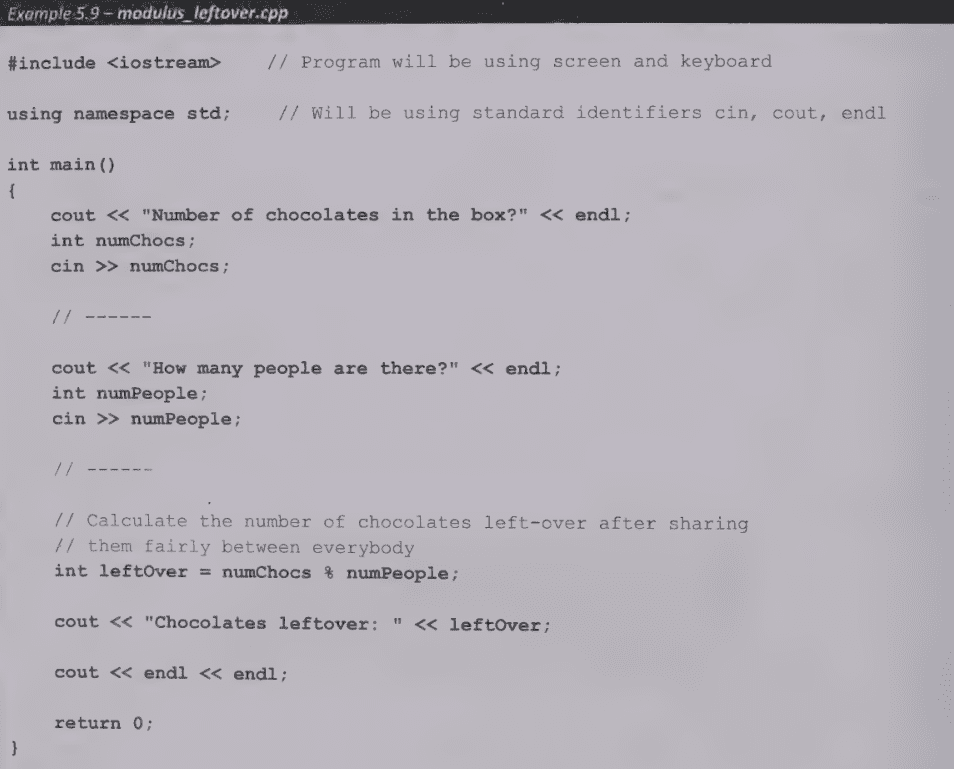 Example 5.9 – modulus_leftover.cpp
#include <iostream> // Program will be using screen and keyboard
using namespace std; // Will be using standard identifiers cin, cout, endl
int main()
{
cout << "Number of chocolates in the box?" << endl;
int numChocs;
cin >> numChocs;
// ------
cout << "How many people are there?" << endl;
int numPeople;
cin >> numPeople;
// ------
// Calculate the number of chocolates left-over after sharing
// them fairly between everybody
int leftOver = numChocs % numPeople;
cout << "Chocolates leftover: " << leftOver;
cout << endl << endl;
return 0;
}